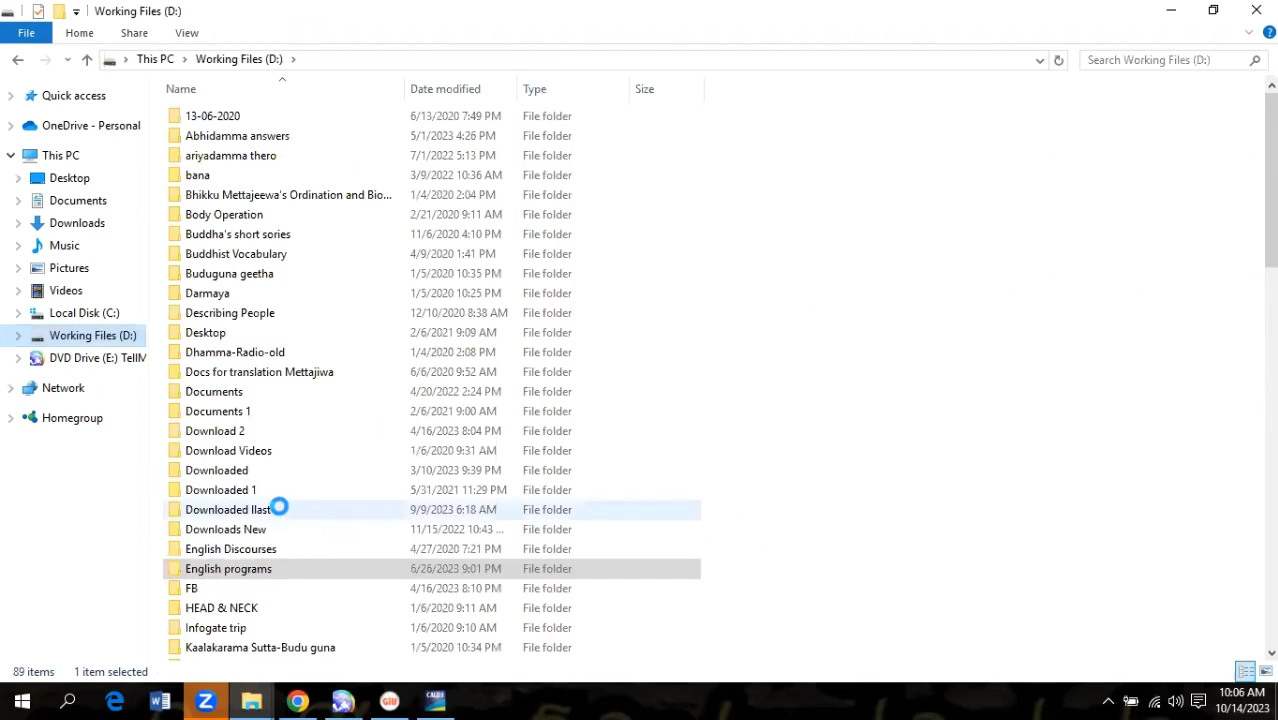 Working Files (D:)
File Home Share View
This PC Working Files (D:) Search Working Files (D:)
Name Date modified Type Size
Quick access
OneDrive - Personal
This PC
Desktop
Documents
Downloads
Music
Pictures
Videos
Local Disk (C:)
Working Files (D:)
DVD Drive (E:) TellM
Network
Homegroup
13-06-2020 6/13/2020 7:49 PM File folder
Abhidamma answers 5/1/2023 4:26 PM File folder
ariyadamma thero 7/1/2022 5:13 PM File folder
bana 3/9/2022 10:36 AM File folder
Bhikku Mettajeewa's Ordination and Bio... 1/4/2020 2:04 PM File folder
Body Operation 2/21/2020 9:11 AM File folder
Buddha's short sories 11/6/2020 4:10 PM File folder
Buddhist Vocabulary 4/9/2020 1:41 PM File folder
Buduguna geetha 1/5/2020 10:35 PM File folder
Darmaya 1/5/2020 10:25 PM File folder
Describing People 12/10/2020 8:38 AM File folder
Desktop 2/6/2021 9:09 AM File folder
Dhamma-Radio-old 1/4/2020 2:08 PM File folder
Docs for translation Mettajiwa 6/6/2020 9:52 AM File folder
Documents 4/20/2022 2:24 PM File folder
Documents 1 2/6/2021 9:00 AM File folder
Download 2 4/16/2023 8:04 PM File folder
Download Videos 1/6/2020 9:31 AM File folder
Downloaded 3/10/2023 9:39 PM File folder
Downloaded 1 5/31/2021 11:29 PM File folder
Downloaded llast 9/9/2023 6:18 AM File folder
Downloads New 11/15/2022 10:43 ... File folder
English Discourses 4/27/2020 7:21 PM File folder
English programs 6/26/2023 9:01 PM File folder
FB 4/16/2023 8:10 PM File folder
HEAD & NECK 1/6/2020 9:11 AM File folder
Infogate trip 1/6/2020 9:10 AM File folder
Kaalakarama Sutta-Budu guna 1/5/2020 10:34 PM File folder
89 items 1 item selected
GIU
CALD3
10:06 AM
10/14/2023